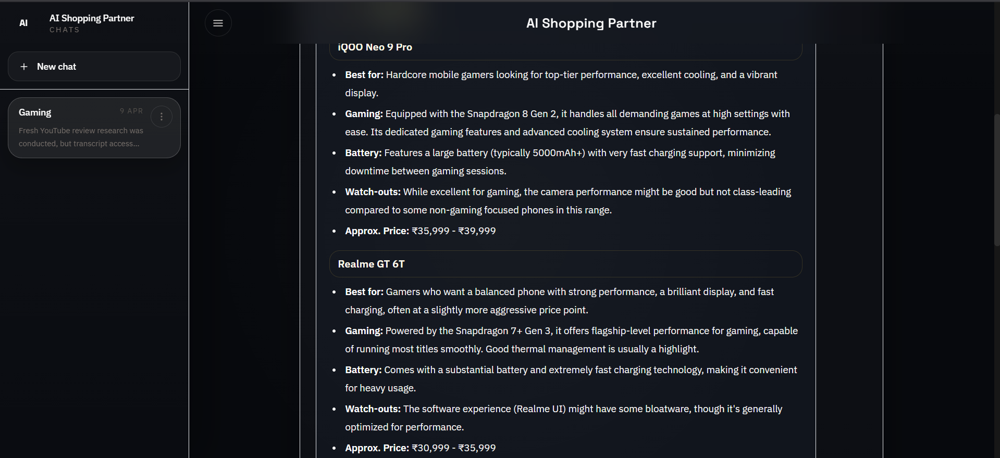 AI
AI Shopping Partner
CHATS
+ New chat
Gaming
9 APR
Fresh YouTube review research was
conducted, but transcript access...
AI Shopping Partner
iQOO Neo 9 Pro
• Best for: Hardcore mobile gamers looking for top-tier performance, excellent cooling, and a vibrant
display.
• Gaming: Equipped with the Snapdragon 8 Gen 2, it handles all demanding games at high settings with
ease. Its dedicated gaming features and advanced cooling system ensure sustained performance.
• Battery: Features a large battery (typically 5000mAh+) with very fast charging support, minimizing
downtime between gaming sessions.
• Watch-outs: While excellent for gaming, the camera performance might be good but not class-leading
compared to some non-gaming focused phones in this range.
• Approx. Price: ₹35,999 - ₹39,999
Realme GT 6T
• Best for: Gamers who want a balanced phone with strong performance, a brilliant display, and fast
charging, often at a slightly more aggressive price point.
• Gaming: Powered by the Snapdragon 7+ Gen 3, it offers flagship-level performance for gaming, capable
of running most titles smoothly. Good thermal management is usually a highlight.
• Battery: Comes with a substantial battery and extremely fast charging technology, making it convenient
for heavy usage.
• Watch-outs: The software experience (Realme UI) might have some bloatware, though it's generally
optimized for performance.
• Approx. Price: ₹30,999 - ₹35,999